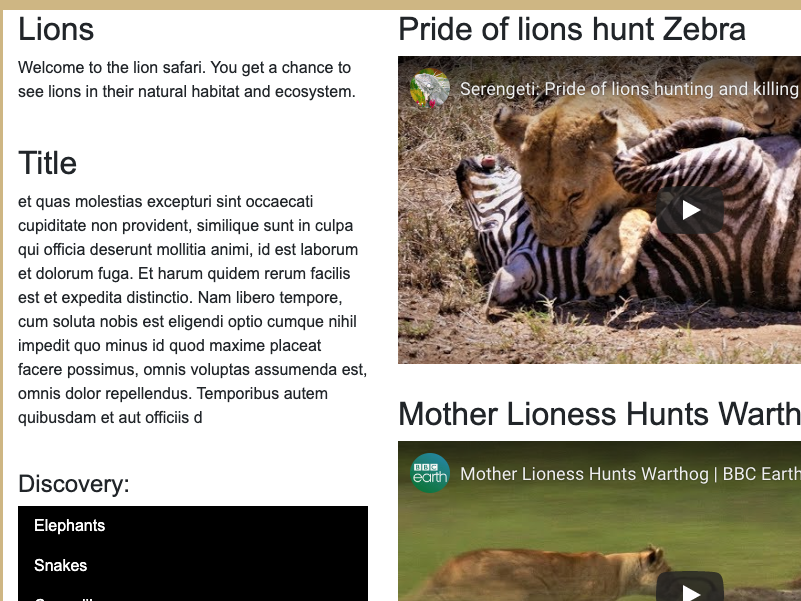 Lions
Welcome to the lion safari. You get a chance to
see lions in their natural habitat and ecosystem.
Title
et quas molestias excepturi sint occaecati
cupiditate non provident, similique sunt in culpa
qui officia deserunt mollitia animi, id est laborum
et dolorum fuga. Et harum quidem rerum facilis
est et expedita distinctio. Nam libero tempore,
cum soluta nobis est eligendi optio cumque nihil
impedit quo minus id quod maxime placeat
facere possimus, omnis voluptas assumenda est,
omnis dolor repellendus. Temporibus autem
quibusdam et aut officiis d
Discovery:
Elephants
Snakes
Pride of lions hunt Zebra
Serengeti: Pride of lions hunting and killing
Mother Lioness Hunts Warth
BBC
earth
Mother Lioness Hunts Warthog | BBC Earth